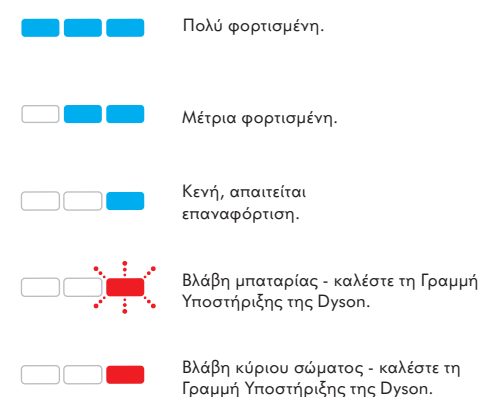 Πολύ φορτισμένη.
Μέτρια φορτισμένη.
Κενή, απαιτείται
επαναφόρτιση.
Βλάβη μπαταρίας - καλέστε τη Γραμμή
Υποστήριξης της Dyson.
Βλάβη κύριου σώματος - καλέστε τη
Γραμμή Υποστήριξης της Dyson.